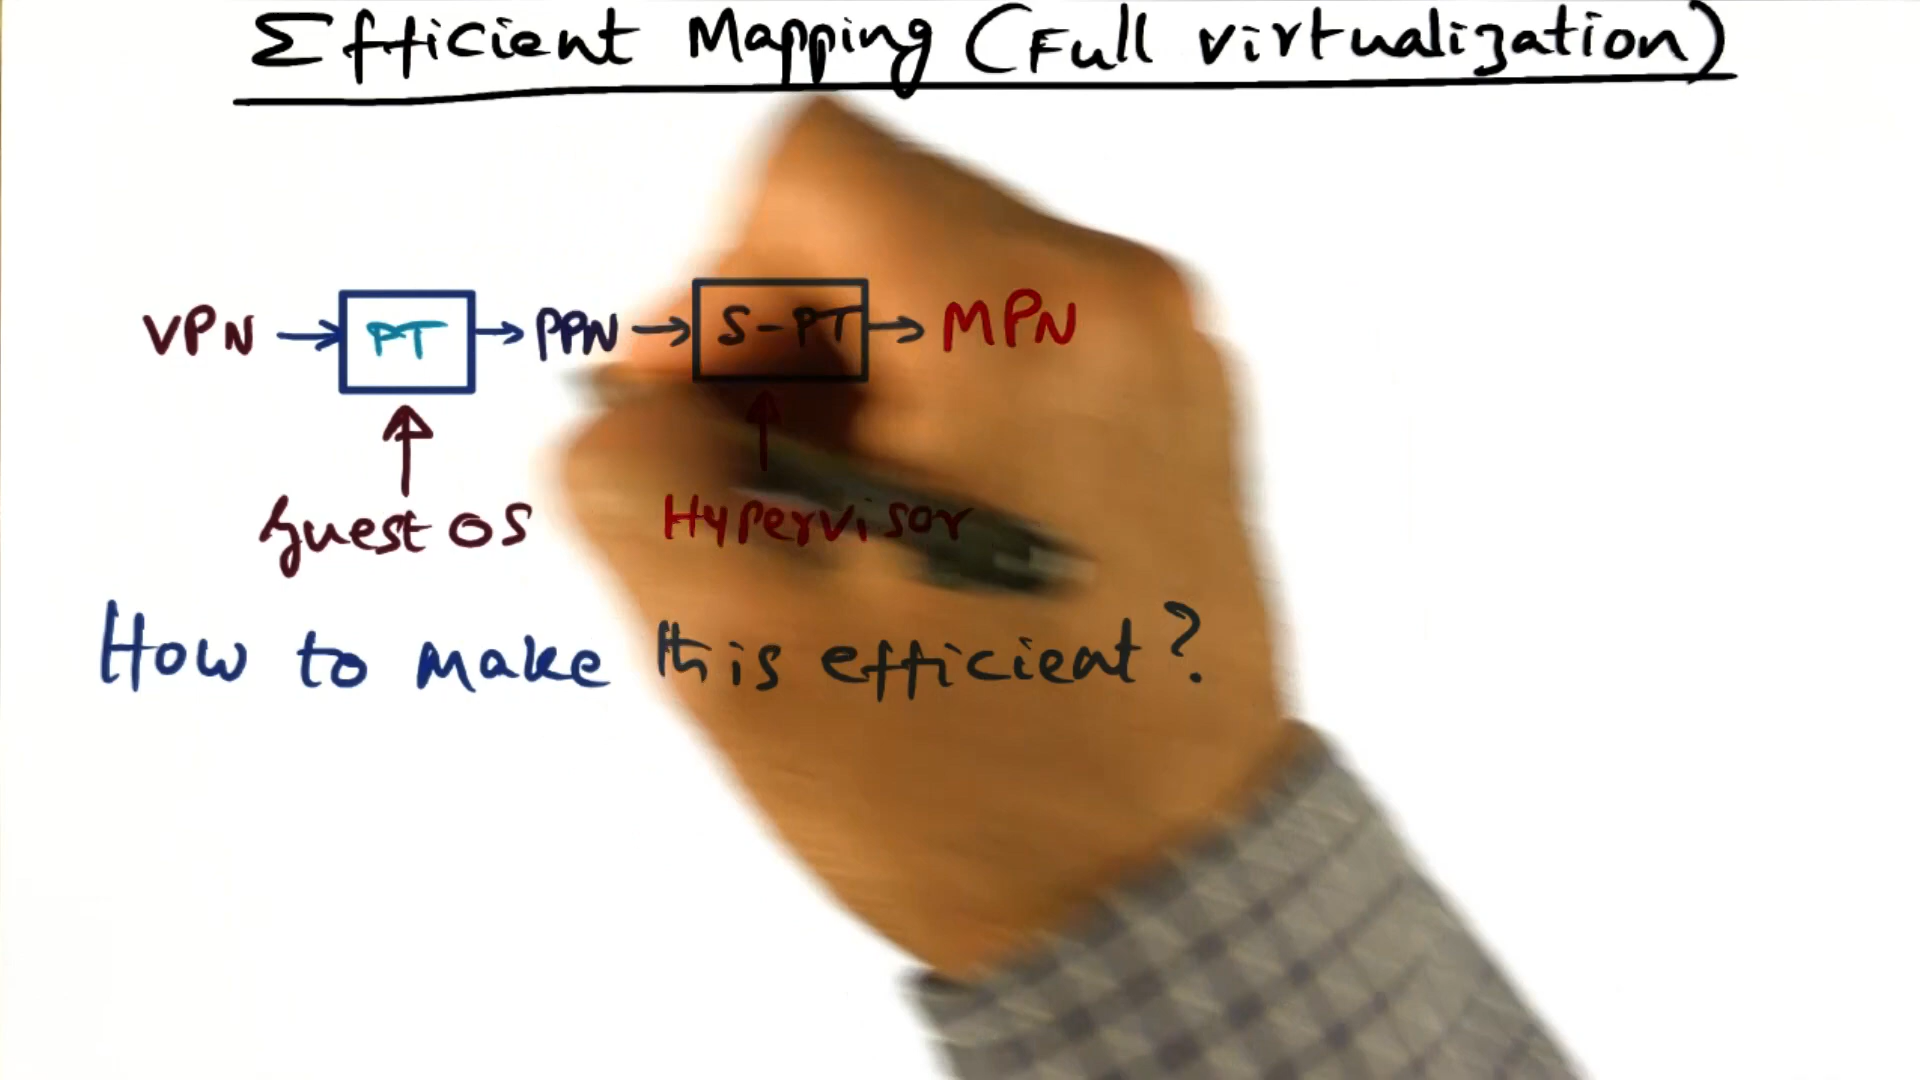 Efficient Mapping (Full virtualization)
VPN → PT → PPN → S-PT → MPN
Guest OS Hypervisor
How to make this efficient?